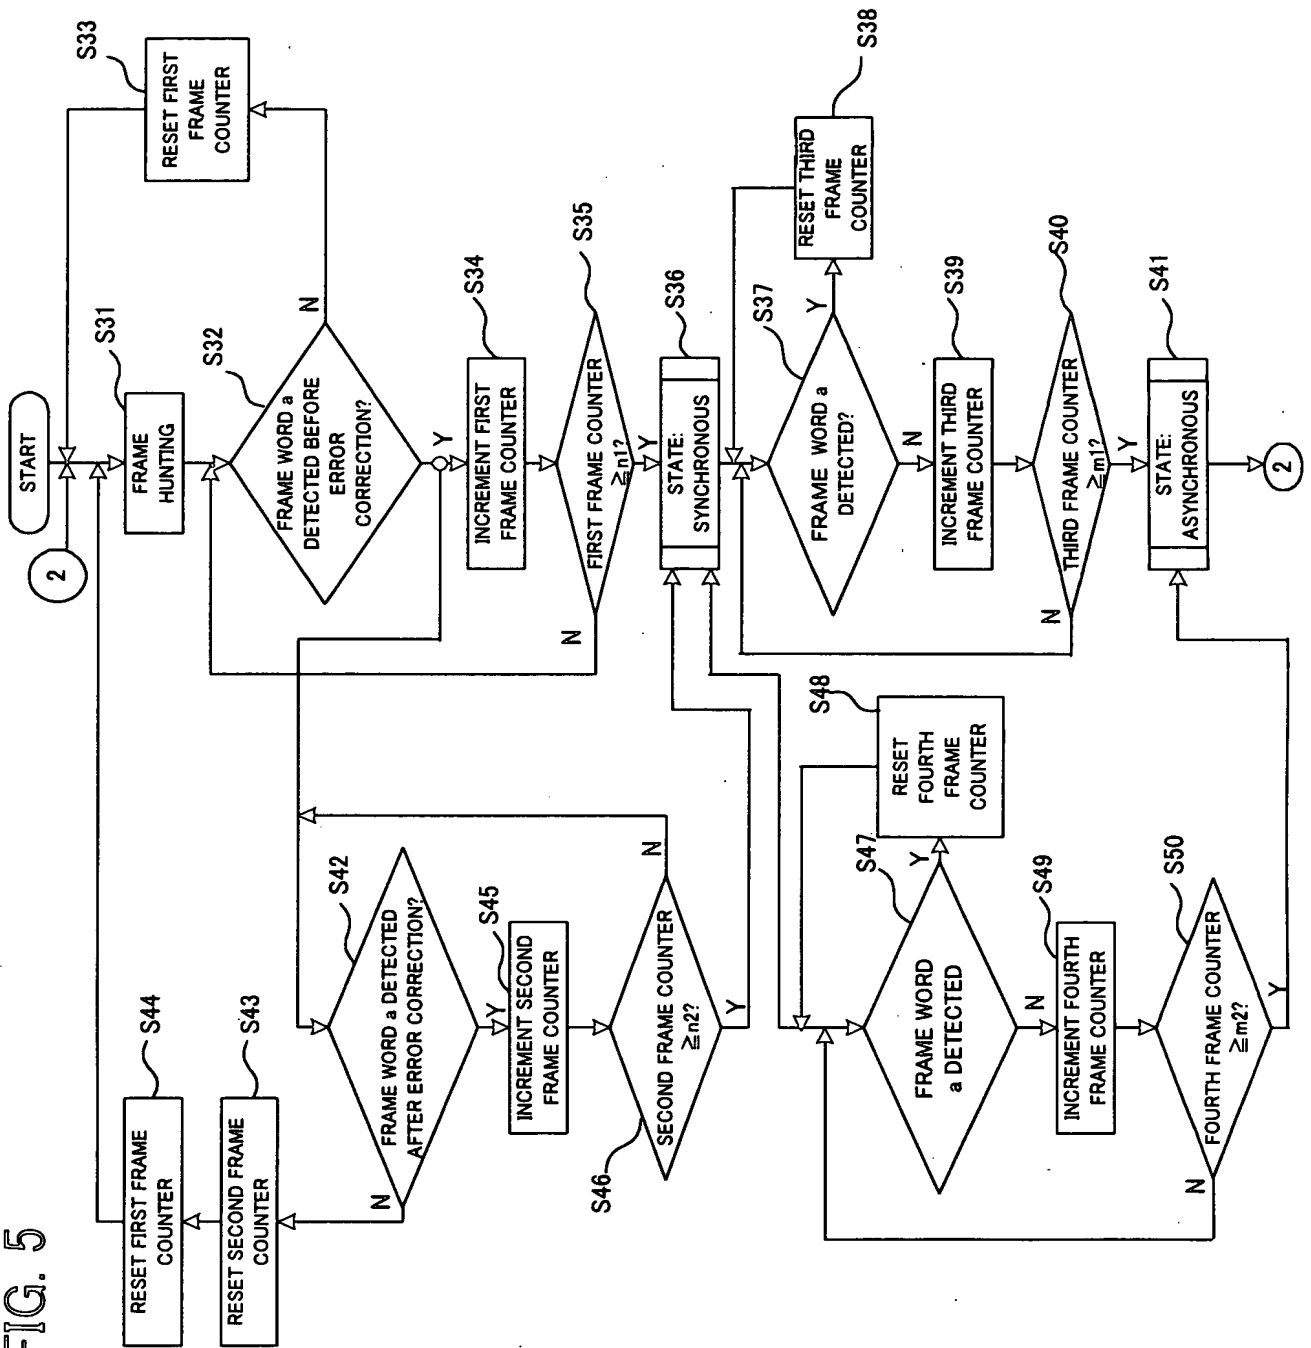 FIG. 5
START
2
S31
FRAME
HUNTING
S33
RESET FIRST
FRAME
COUNTER
S32
FRAME WORD a
DETECTED BEFORE
ERROR
CORRECTION?
N
Y
S34
INCREMENT FIRST
FRAME COUNTER
S35
FIRST FRAME COUNTER
≧n1?
N
Y
S36
STATE:
SYNCHRONOUS
S37
FRAME WORD a
DETECTED?
Y
N
S38
RESET THIRD
FRAME
COUNTER
S39
INCREMENT THIRD
FRAME COUNTER
S40
THIRD FRAME COUNTER
≧m1?
N
Y
S41
STATE:
ASYNCHRONOUS
2
S44
RESET FIRST FRAME
COUNTER
S43
RESET SECOND FRAME
COUNTER
S42
FRAME WORD a DETECTED
AFTER ERROR CORRECTION?
N
Y
S45
INCREMENT SECOND
FRAME COUNTER
S46
SECOND FRAME COUNTER
≧n2?
N
Y
S47
FRAME WORD
a DETECTED
Y
N
S48
RESET
FOURTH
FRAME
COUNTER
S49
INCREMENT FOURTH
FRAME COUNTER
S50
FOURTH FRAME COUNTER
≧m2?
N
Y